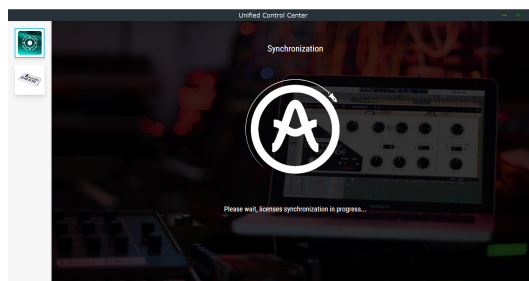 Unified Control Center
Synchronization
Please wait, licenses synchronization in progress...